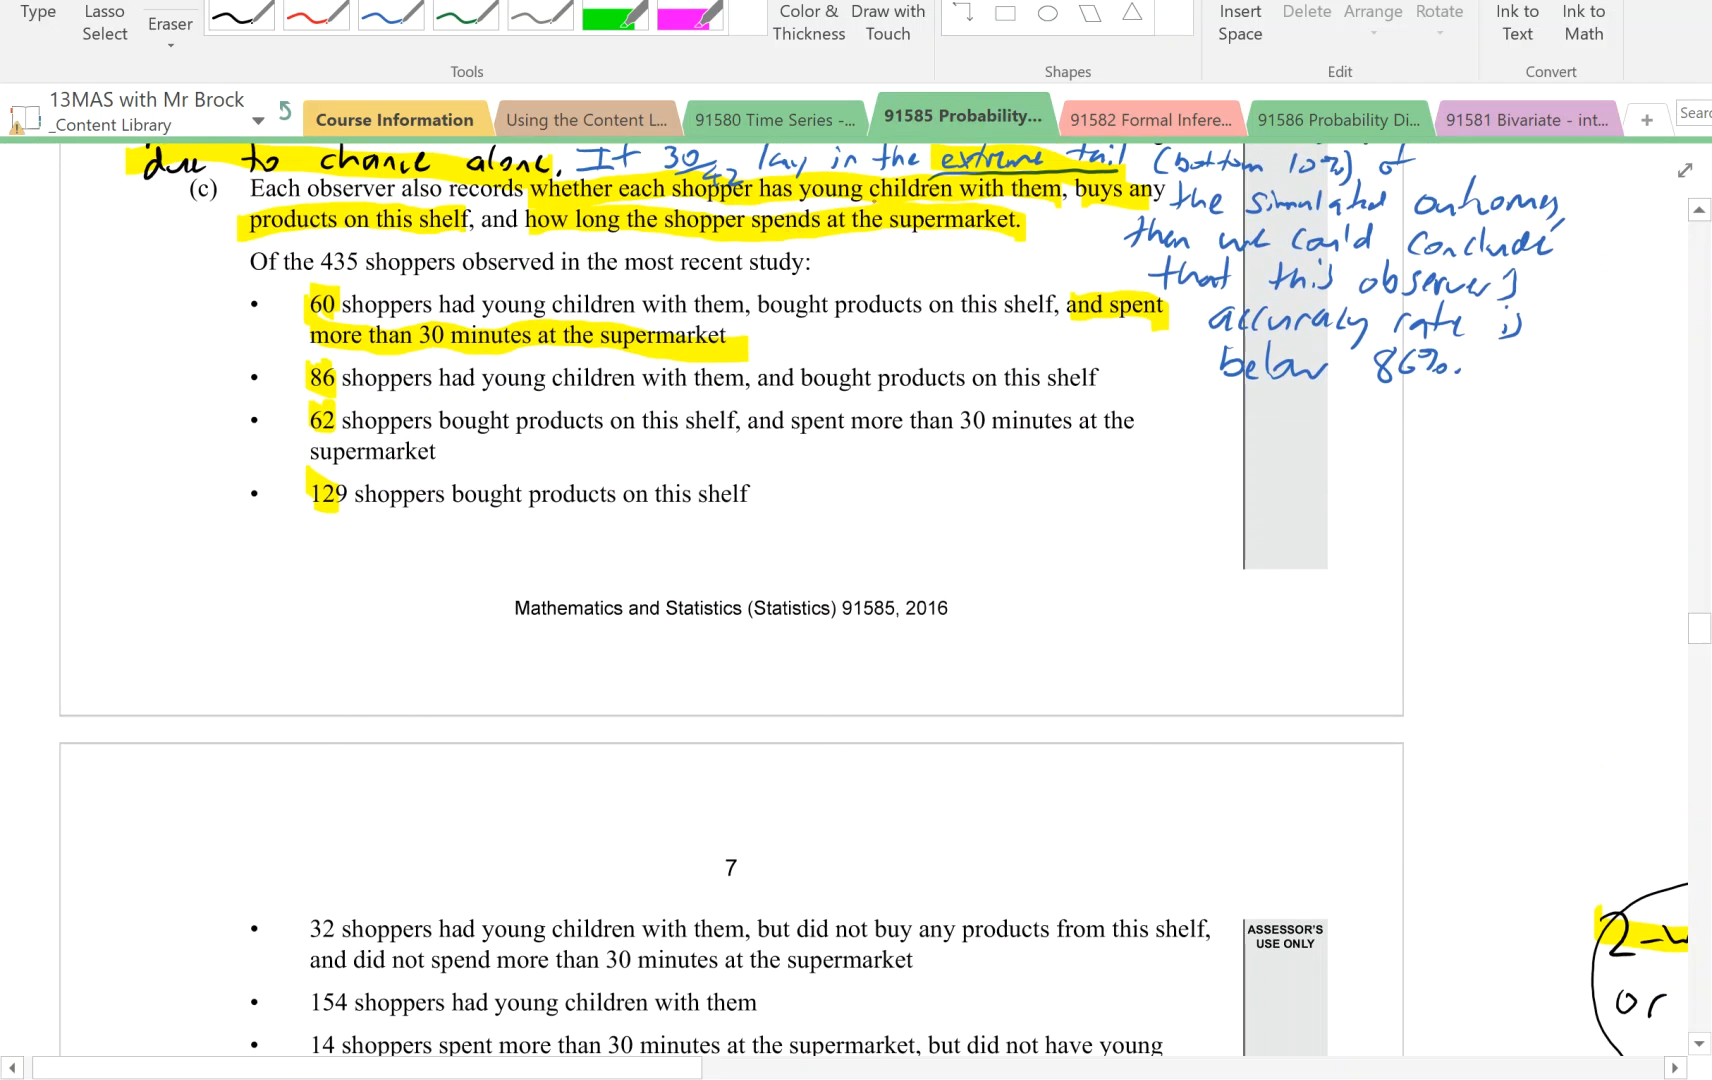 Type
Lasso
Select
Eraser
Color &
Thickness
Draw with
Touch
Insert
Space
Delete
Arrange
Rotate
Ink to
Text
Ink to
Math
Tools
Shapes
Edit
Convert
13MAS with Mr Brock
_Content Library
Course Information
Using the Content L...
91580 Time Series -...
91585 Probability...
91582 Formal Infere...
91586 Probability Di...
91581 Bivariate - int...
+
Searc
due to chance alone. If 30/42 lay in the extreme tail (bottom 10%) of
the simulated outcomes,
then we could conclude
that this observer's
accuracy rate is
below 86%.
(c) Each observer also records whether each shopper has young children with them, buys any
products on this shelf, and how long the shopper spends at the supermarket.
Of the 435 shoppers observed in the most recent study:
• 60 shoppers had young children with them, bought products on this shelf, and spent
more than 30 minutes at the supermarket
• 86 shoppers had young children with them, and bought products on this shelf
• 62 shoppers bought products on this shelf, and spent more than 30 minutes at the
supermarket
• 129 shoppers bought products on this shelf
Mathematics and Statistics (Statistics) 91585, 2016
7
• 32 shoppers had young children with them, but did not buy any products from this shelf,
and did not spend more than 30 minutes at the supermarket
• 154 shoppers had young children with them
• 14 shoppers spent more than 30 minutes at the supermarket, but did not have young
ASSESSOR'S
USE ONLY
2-w
or